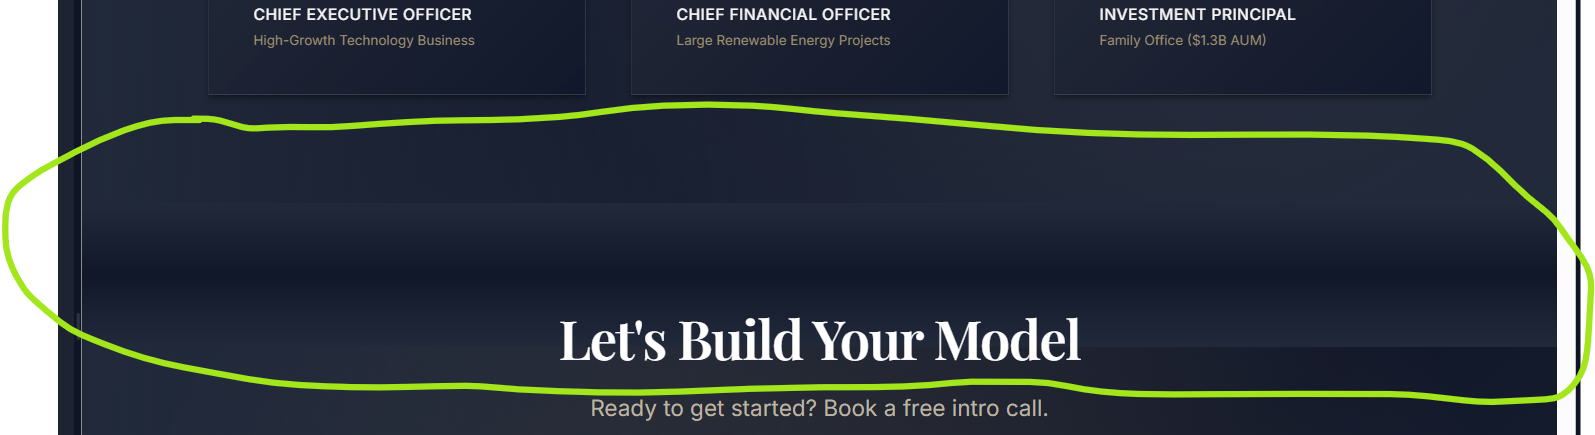 CHIEF EXECUTIVE OFFICER
High-Growth Technology Business
CHIEF FINANCIAL OFFICER
Large Renewable Energy Projects
INVESTMENT PRINCIPAL
Family Office ($1.3B AUM)
Let's Build Your Model
Ready to get started? Book a free intro call.